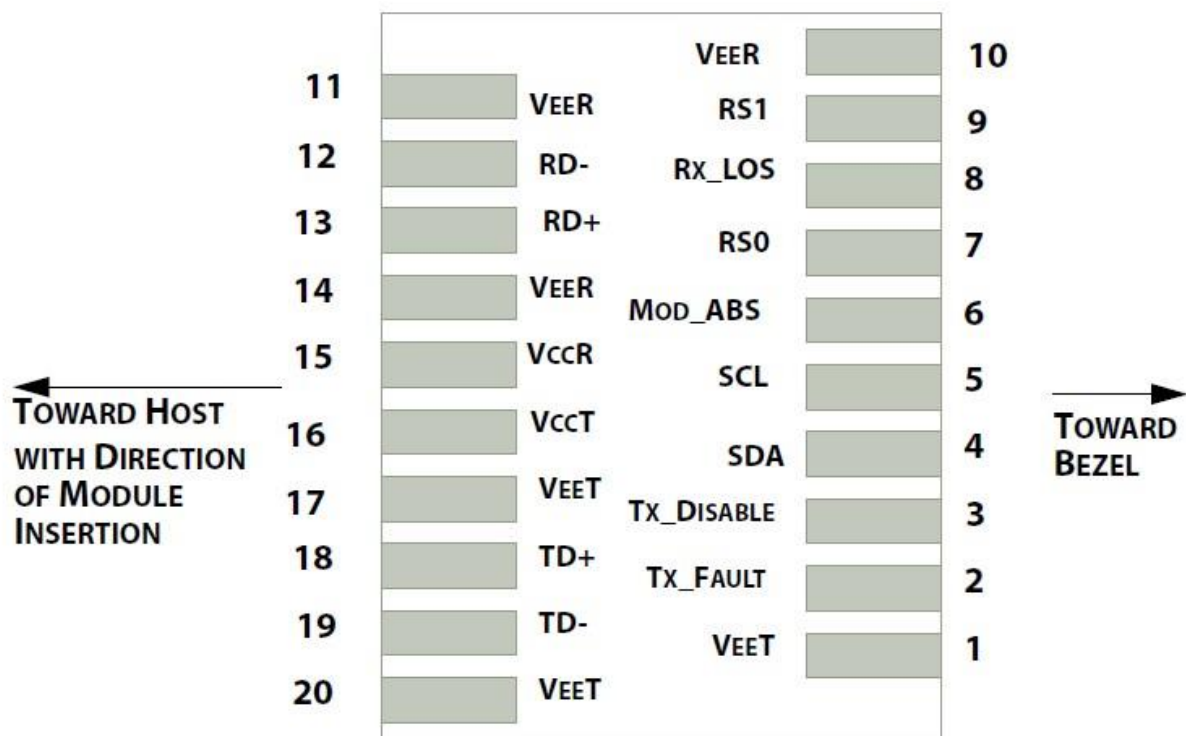 VEER 10
11 VEER
RS1 9
12 RD-
RX_LOS 8
13 RD+
RS0 7
14 VEER
MOD_ABS 6
15 VCCR
SCL 5
TOWARD HOST
WITH DIRECTION
OF MODULE
INSERTION
16 VCCT
SDA 4
TOWARD
BEZEL
17 VEET
TX_DISABLE 3
18 TD+
TX_FAULT 2
19 TD-
VEET 1
20 VEET